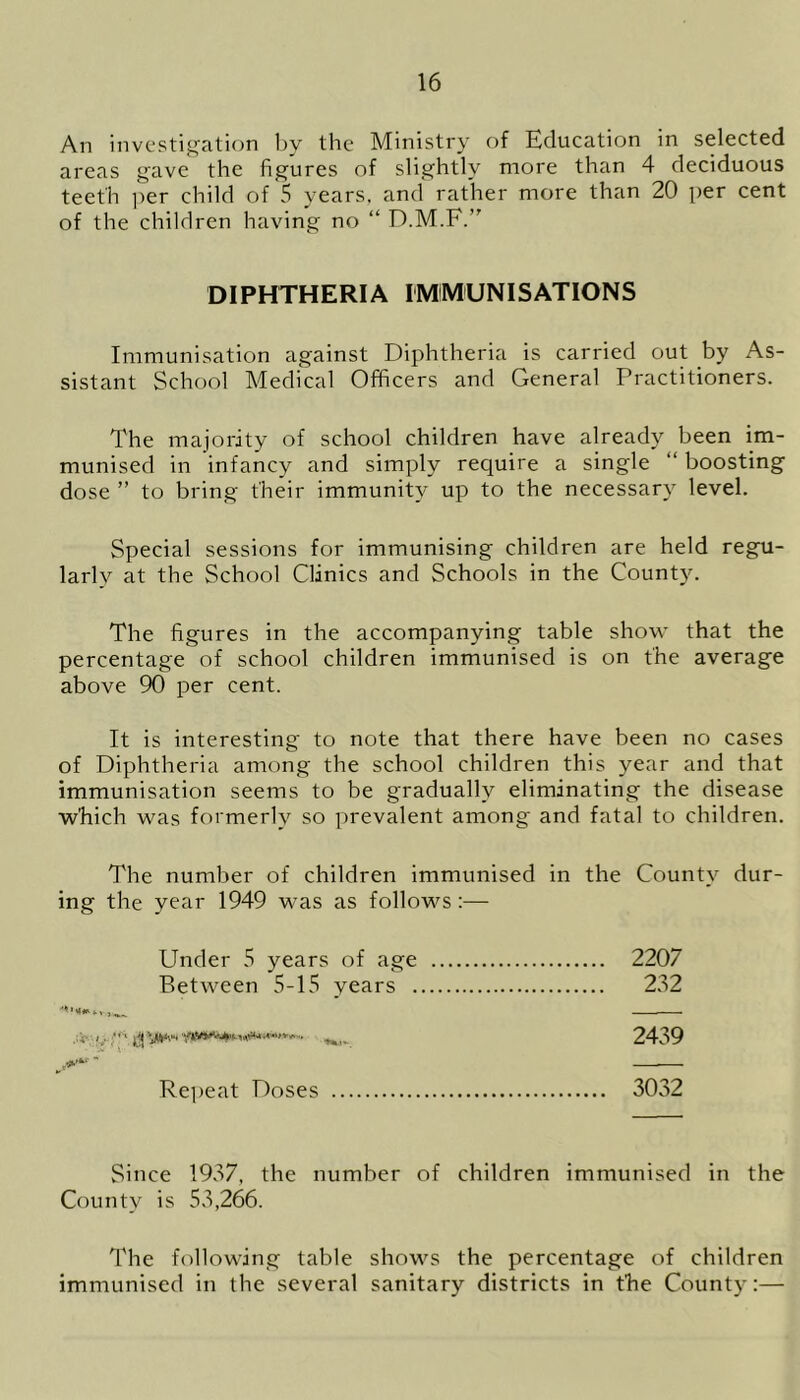 16
An investigation by the Ministry of Education in selected
areas gave the figures of slightly more than 4 deciduous
teeth per child of 5 years, and rather more than 20 per cent
of the children having no “ D.M.F.”
DIPHTHERIA IMMUNISATIONS
Immunisation against Diphtheria is carried out by As-
sistant School Medical Officers and General Practitioners.
The majority of school children have already been im-
munised in infancy and simply require a single “ boosting
dose ” to bring their immunity up to the necessary level.
Special sessions for immunising children are held regu-
larly at the School Clinics and Schools in the County.
The figures in the accompanying table show that the
percentage of school children immunised is on the average
above 90 per cent.
It is interesting to note that there have been no cases
of Diphtheria among the school children this year and that
immunisation seems to be gradually eliminating the disease
which was formerly so prevalent among and fatal to children.
The number of children immunised in the County dur-
ing the year 1949 was as follows :—
Under 5 years of age ........................ 2207
Between 5-15 years .......................... 232
2439
Repeat Doses ..................................... 3032
Since 1937, the number of children immunised in the
County is 53,266.
The following table shows the percentage of children
immunised in the several sanitary districts in the County :—